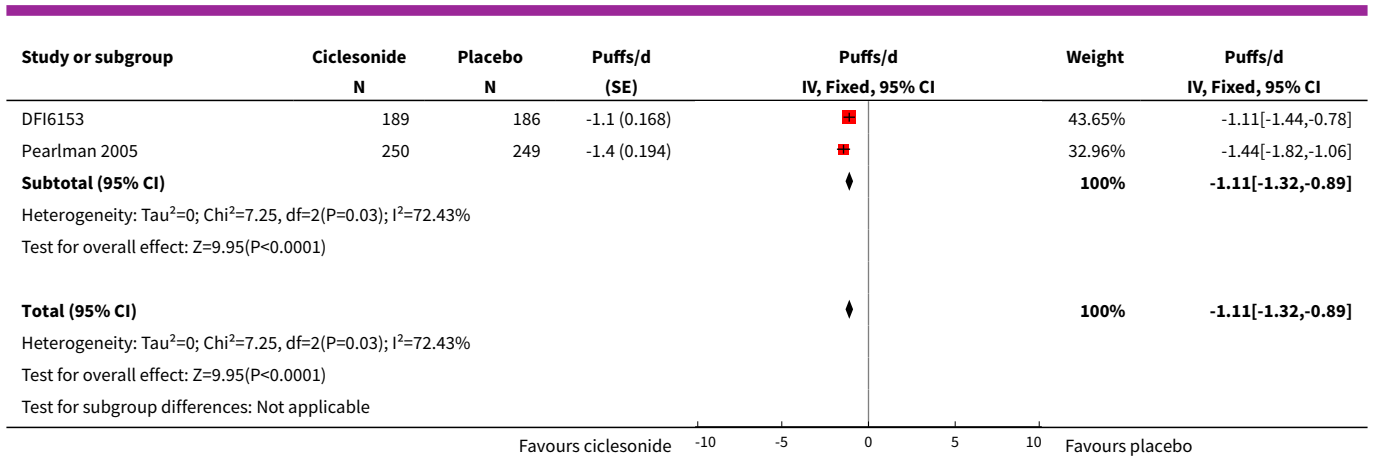 Study or subgroup Ciclesonide Placebo Puffs/d Puffs/d Weight Puffs/d
N N (SE) IV, Fixed, 95% CI IV, Fixed, 95% CI
DFI6153 189 186 -1.1 (0.168) 43.65% -1.11[-1.44,-0.78]
Pearlman 2005 250 249 -1.4 (0.194) 32.96% -1.44[-1.82,-1.06]
Subtotal (95% CI) 100% -1.11[-1.32,-0.89]
Heterogeneity: Tau²=0; Chi²=7.25, df=2(P=0.03); I²=72.43%
Test for overall effect: Z=9.95(P<0.0001)
Total (95% CI) 100% -1.11[-1.32,-0.89]
Heterogeneity: Tau²=0; Chi²=7.25, df=2(P=0.03); I²=72.43%
Test for overall effect: Z=9.95(P<0.0001)
Test for subgroup differences: Not applicable
Favours ciclesonide -10 -5 0 5 10 Favours placebo